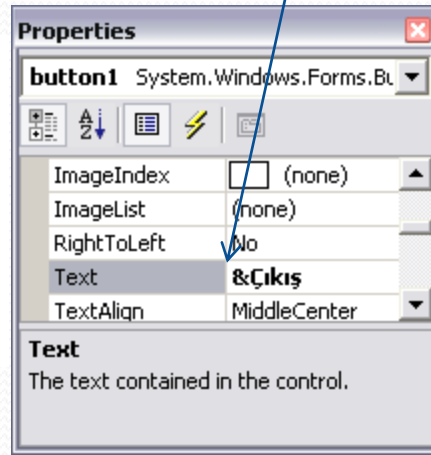 Properties
button1 System.Windows.Forms.Bu
ImageIndex (none)
ImageList (none)
RightToLeft No
Text &Çıkış
TextAlign MiddleCenter
Text
The text contained in the control.